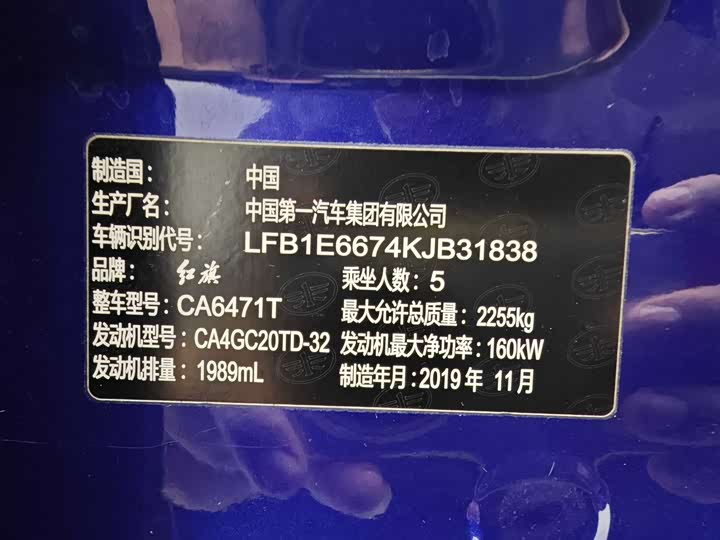 制造国： 中国
生产厂名： 中国第一汽车集团有限公司
车辆识别代号： LFB1E6674KJB31838
品牌： 红旗 乘坐人数：5
整车型号：CA6471T 最大允许总质量：2255kg
发动机型号：CA4GC20TD-32 发动机最大净功率：160kW
发动机排量：1989mL 制造年月：2019年 11月